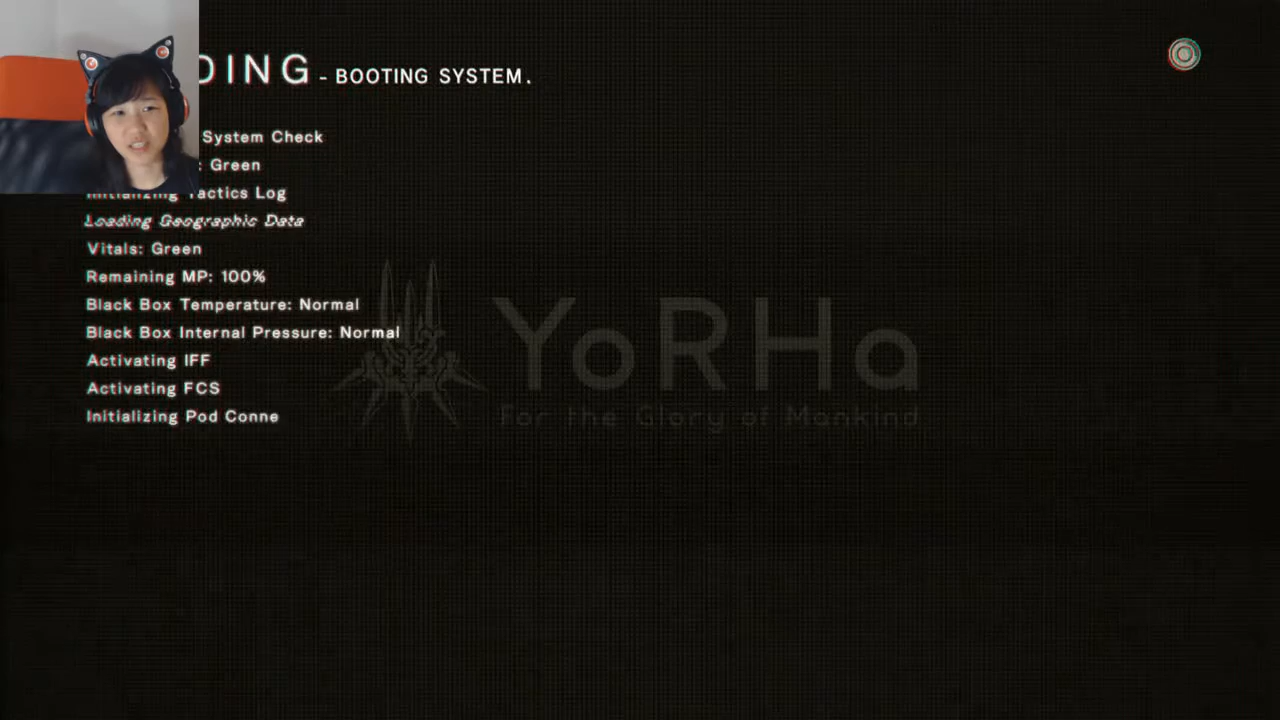 DING - BOOTING SYSTEM.
System Check
: Green
Initializing Tactics Log
Loading Geographic Data
Vitals: Green
Remaining MP: 100%
Black Box Temperature: Normal
Black Box Internal Pressure: Normal
Activating IFF
Activating FCS
Initializing Pod Conne
YoRHa
For the Glory of Mankind